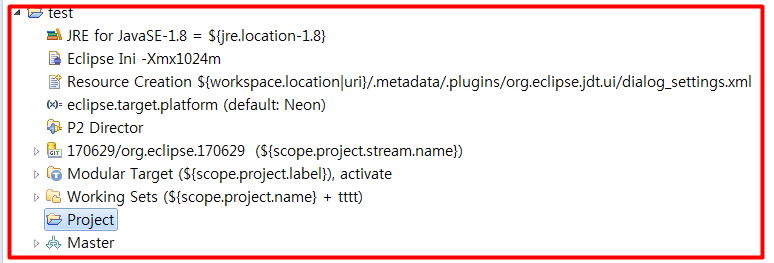 test
JRE for JavaSE-1.8 = ${jre.location-1.8}
Eclipse Ini -Xmx1024m
Resource Creation ${workspace.location|uri}/.metadata/.plugins/org.eclipse.jdt.ui/dialog_settings.xml
(x)= eclipse.target.platform (default: Neon)
P2 Director
GIT 170629/org.eclipse.170629 (${scope.project.stream.name})
Modular Target (${scope.project.label}), activate
Working Sets (${scope.project.name} + tttt)
Project
Master